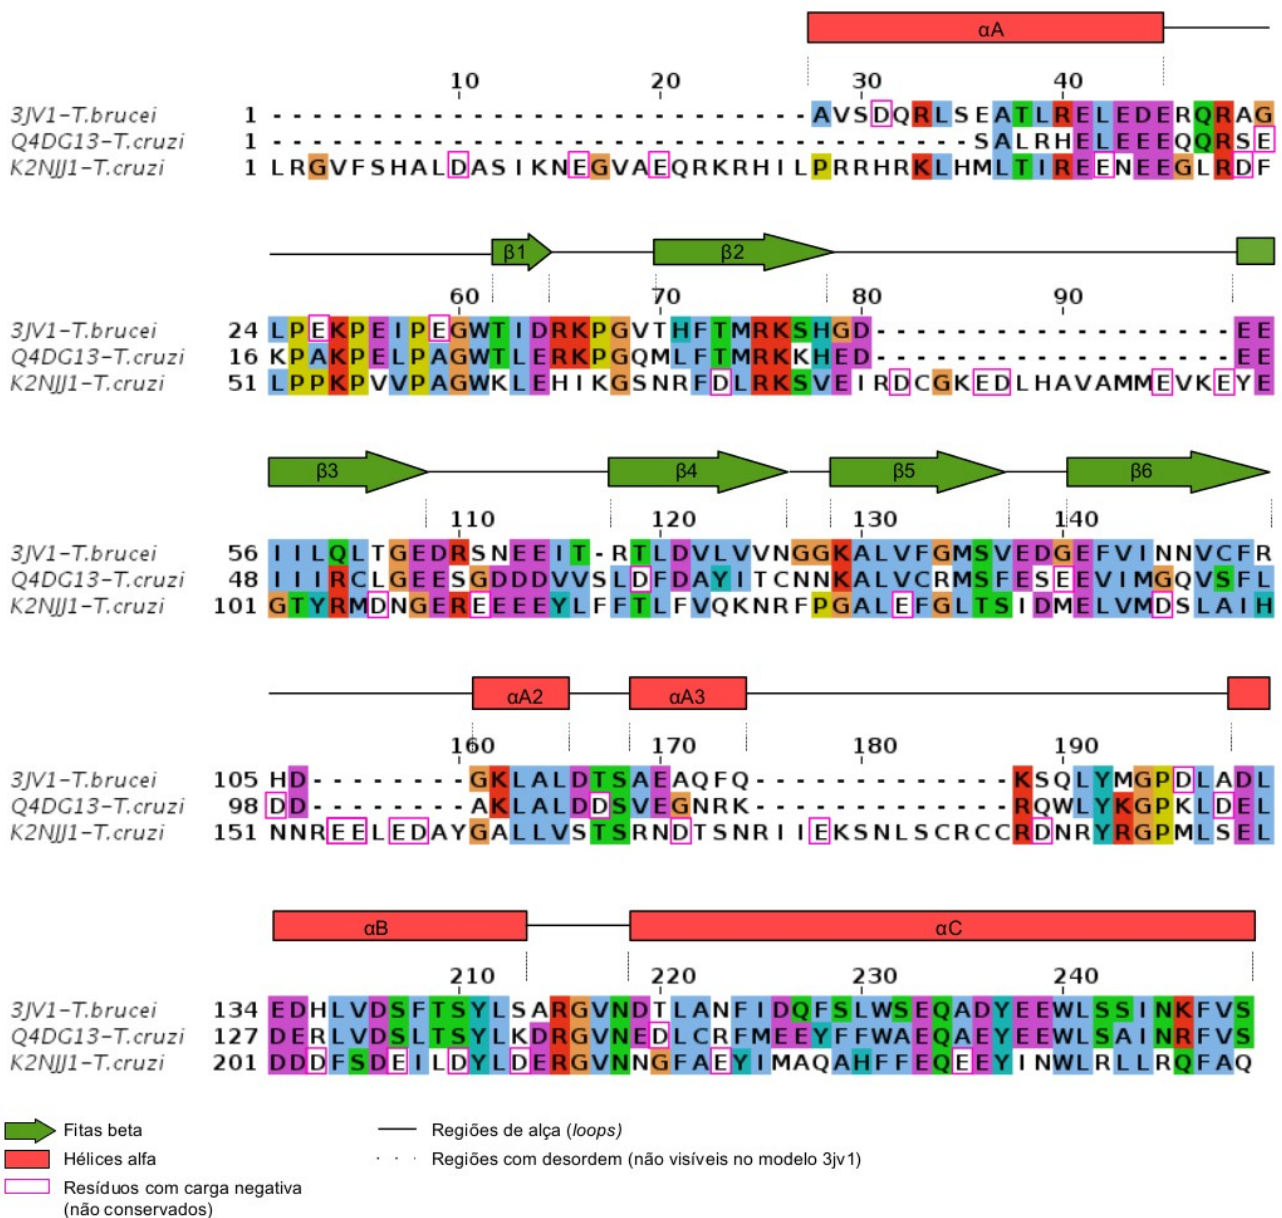 αA
10 20 30 40
3JV1-T.brucei 1 ---------------------------AVSDQRLSEATLRELEDERQRAG
Q4DG13-T.cruzi 1 -----------------------------------SALRHELEEEQQRSE
K2NJJ1-T.cruzi 1 LRGVFSHALDASIKNEGVAEQRKRHILPRRHRKLHMLTIREENEEGLRDF
β1 β2
60 70 80 90
3JV1-T.brucei 24 LPEKPEIPEGWTIDRKPGVTHFTMRKSHGD------------------EE
Q4DG13-T.cruzi 16 KPAKPELPAGWTLERKPGQMLFTMRKKHED------------------EE
K2NJJ1-T.cruzi 51 LPPKPVVPAGWKLEHIKGSNRFDLRKSVEIRDCGKEDLHAVAMMEVKEYE
β3 β4 β5 β6
110 120 130 140
3JV1-T.brucei 56 IILQLTGEDRSNEEIT-RTLDVLVVNGGKALVFGMSVEDGEFVINNVCFR
Q4DG13-T.cruzi 48 IIIRCLGEESGDDDVVSLDFDAYITCNNKALVCRMSFESEEVIMGQVSFL
K2NJJ1-T.cruzi 101 GTYRMDNGEREEEEYLFFTLFVQKNRFPGALEFGLTSIDMELVMDSLAIH
αA2 αA3
160 170 180 190
3JV1-T.brucei 105 HD--------GKLALDTSAEAQFQ-------------KSQLYMGPDLADL
Q4DG13-T.cruzi 98 DD--------AKLALDDSVEGNRK-------------RQWLYKGPKLDEL
K2NJJ1-T.cruzi 151 NNREELEDAYGALLVSTSRNDTSNRIIEKSNLSCRCCRDNRYRGPMLSEL
αB αC
210 220 230 240
3JV1-T.brucei 134 EDHLVDSFTSYLSARGVNDTLANFIDQFSLWSEQADYEEWLSSINKFVS
Q4DG13-T.cruzi 127 DERLVDSLTSYLKDRGVNEDLCRFMEEYFFWAEQAEYEEWLSAINRFVS
K2NJJ1-T.cruzi 201 DDDFSDEILDYLDERGVNNGFAEYIMAQAHFFEQEEYINWLRLLRQFAQ
Fitas beta
Regiões de alça (loops)
Hélices alfa
Regiões com desordem (não visíveis no modelo 3jv1)
Resíduos com carga negativa
(não conservados)